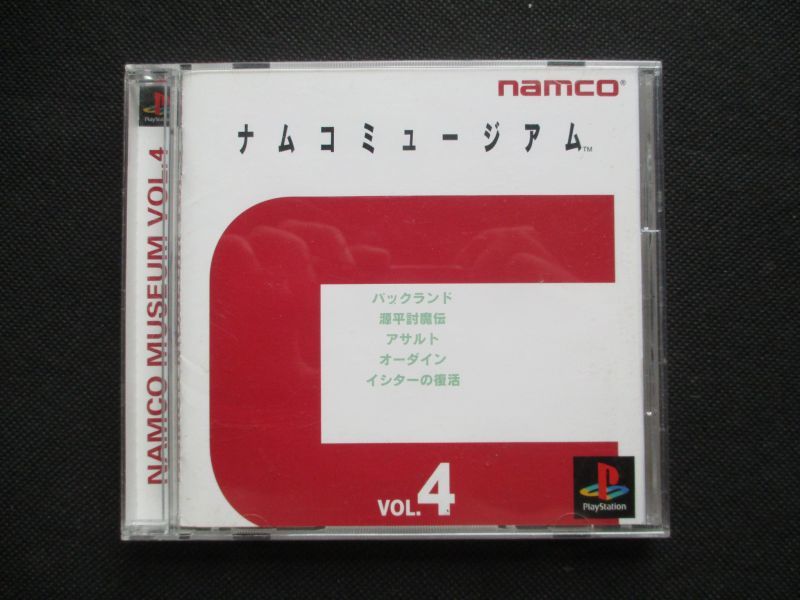 namco®
ナムコミュージアム™
パックランド
源平討魔伝
アサルト
オーダイン
イシターの復活
VOL.4
PlayStation
PlayStation
NAMCO MUSEUM VOL.4